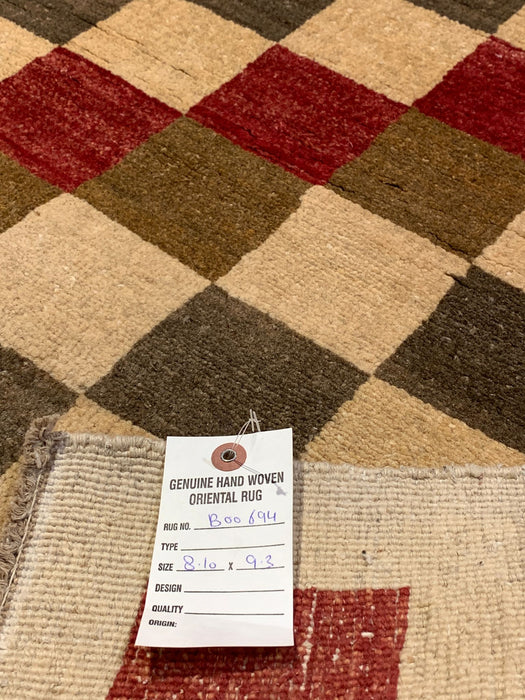 GENUINE HAND WOVEN
ORIENTAL RUG
RUG NO. B00694
TYPE
SIZE 8.10 X 9.3
DESIGN
QUALITY
ORIGIN: